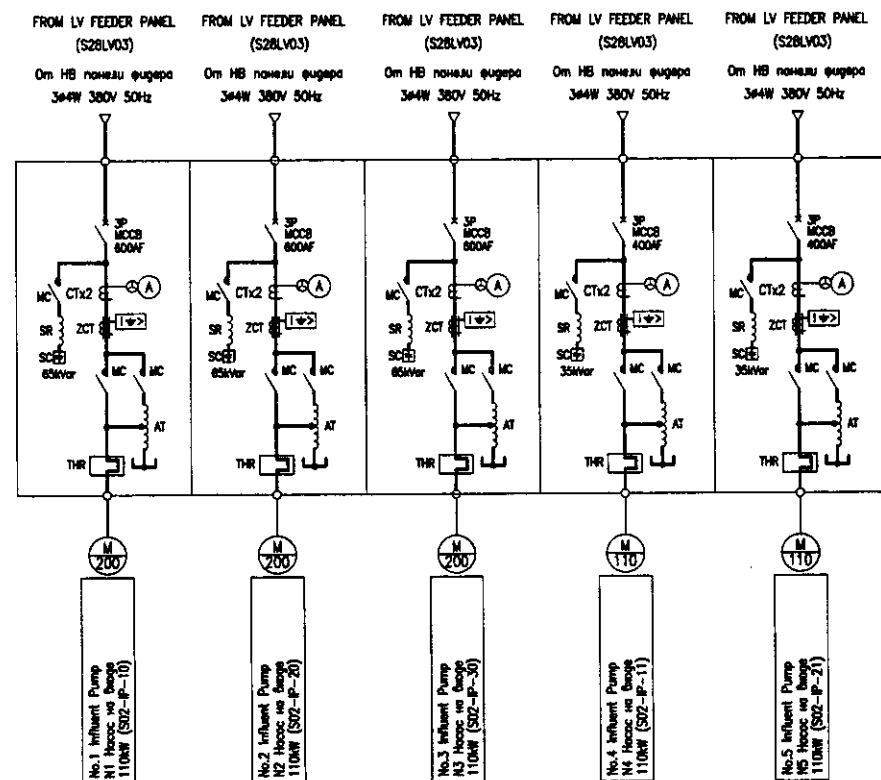 FROM LV FEEDER PANEL
(S28LV03)
От НВ панели фидера
3ø4W 380V 50Hz
FROM LV FEEDER PANEL
(S28LV03)
От НВ панели фидера
3ø4W 380V 50Hz
FROM LV FEEDER PANEL
(S28LV03)
От НВ панели фидера
3ø4W 380V 50Hz
FROM LV FEEDER PANEL
(S28LV03)
От НВ панели фидера
3ø4W 380V 50Hz
FROM LV FEEDER PANEL
(S28LV03)
От НВ панели фидера
3ø4W 380V 50Hz
3P
MCCB
600AF
MC
CTx2
A
SR
ZCT
SC
65kVar
MC
MC
AT
THR
M
200
No.1 Influent Pump
N1 Насос на входе
110kW (S02-IP-10)
3P
MCCB
600AF
MC
CTx2
A
SR
ZCT
SC
65kVar
MC
MC
AT
THR
M
200
No.2 Influent Pump
N2 Насос на входе
110kW (S02-IP-20)
3P
MCCB
600AF
MC
CTx2
A
SR
ZCT
SC
65kVar
MC
MC
AT
THR
M
200
No.3 Influent Pump
N3 Насос на входе
110kW (S02-IP-30)
3P
MCCB
400AF
MC
CTx2
A
SR
ZCT
SC
35kVar
MC
MC
AT
THR
M
110
No.4 Influent Pump
N4 Насос на входе
110kW (S02-IP-11)
3P
MCCB
400AF
MC
CTx2
A
SR
ZCT
SC
35kVar
MC
MC
AT
THR
M
110
No.5 Influent Pump
N5 Насос на входе
110kW (S02-IP-21)